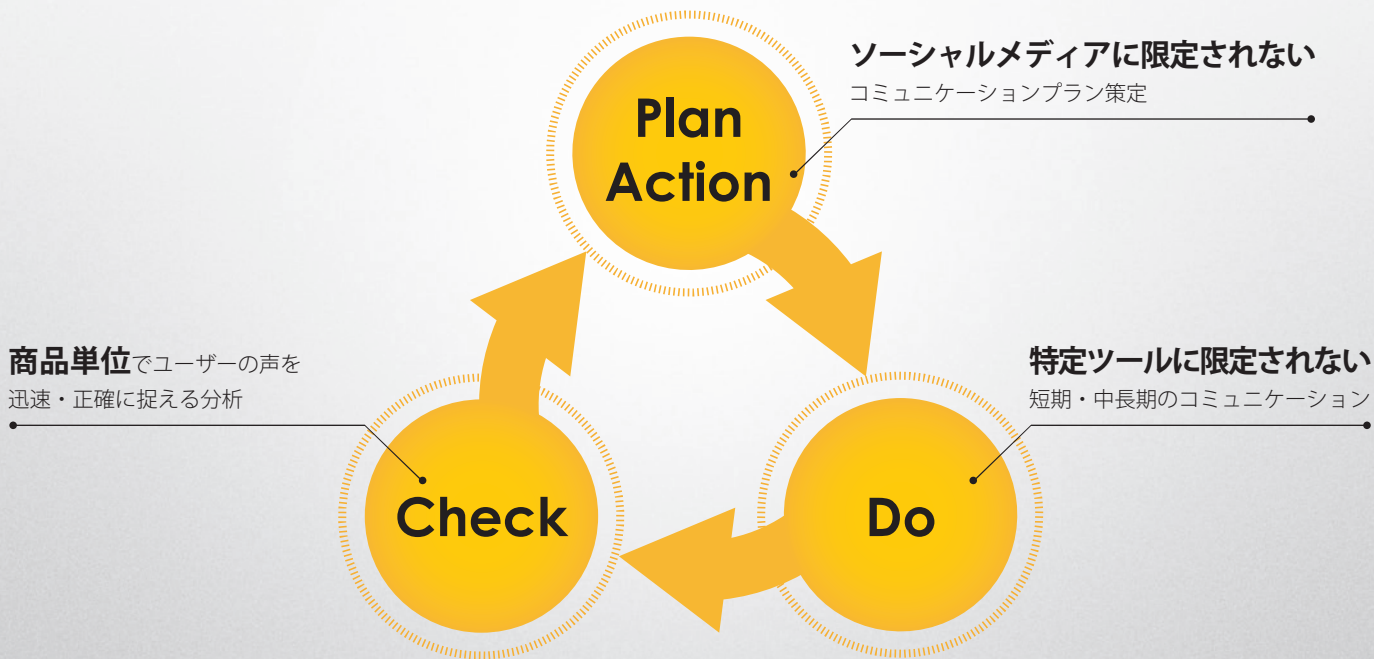 Plan
Action
ソーシャルメディアに限定されない
コミュニケーションプラン策定
商品単位でユーザーの声を
迅速・正確に捉える分析
特定ツールに限定されない
短期・中長期のコミュニケーション
Check
Do